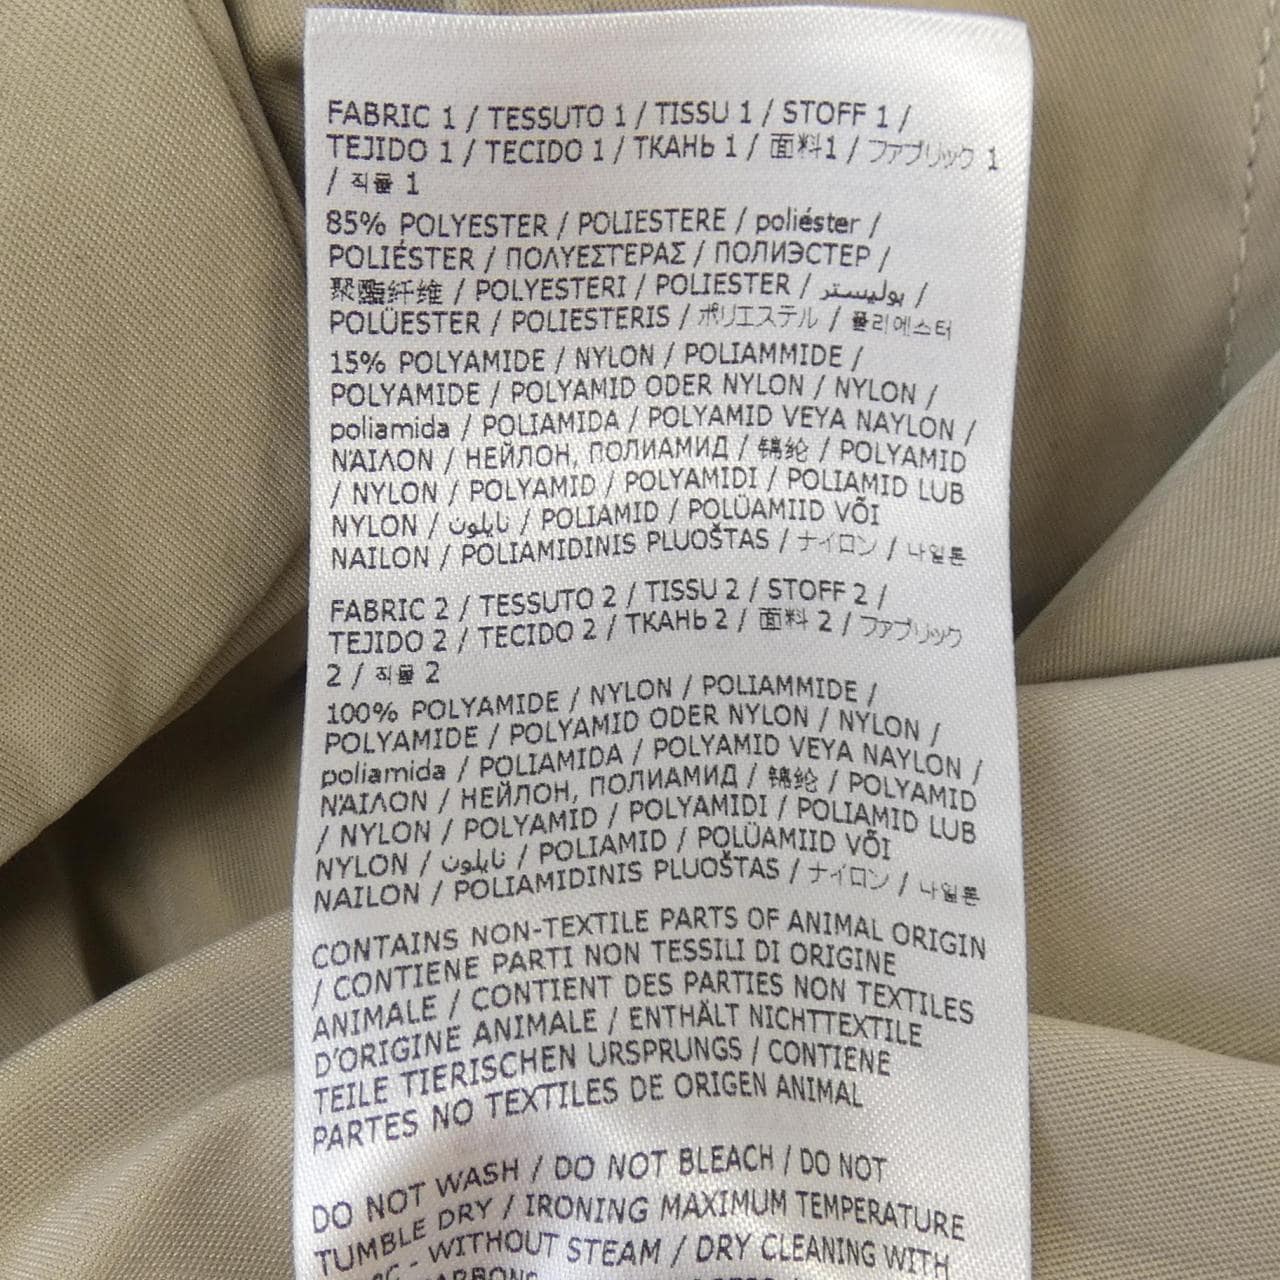 FABRIC 1 / TESSUTO 1 / TISSU 1 / STOFF 1 /
TEJIDO 1 / TECIDO 1 / ТКАНЬ 1 / 面料1 / ファブリック 1
/ 직물 1
85% POLYESTER / POLIESTERE / poliéster /
POLIÉSTER / ΠΟΛΥΕΣΤΕΡΑΣ / ПОЛИЭСТЕР /
聚酯纤维 / POLYESTERI / POLIESTER / بوليستر /
POLÜESTER / POLIESTERIS / ポリエステル / 폴리에스터
15% POLYAMIDE / NYLON / POLIAMMIDE /
POLYAMIDE / POLYAMID ODER NYLON / NYLON /
poliamida / POLIAMIDA / POLYAMID VEYA NAYLON /
ΝΆΙΛΟΝ / НЕЙЛОН, ПОЛИАМИД / 锦纶 / POLYAMID
/ NYLON / POLYAMID / POLYAMIDI / POLIAMID LUB
NYLON / نايلون / POLIAMID / POLÜAMIID VÕI
NAILON / POLIAMIDINIS PLUOŠTAS / ナイロン / 나일론
FABRIC 2 / TESSUTO 2 / TISSU 2 / STOFF 2 /
TEJIDO 2 / TECIDO 2 / ТКАНЬ 2 / 面料 2 / ファブリック
2 / 직물 2
100% POLYAMIDE / NYLON / POLIAMMIDE /
POLYAMIDE / POLYAMID ODER NYLON / NYLON /
poliamida / POLIAMIDA / POLYAMID VEYA NAYLON /
ΝΆΙΛΟΝ / НЕЙЛОН, ПОЛИАМИД / 锦纶 / POLYAMID
/ NYLON / POLYAMID / POLYAMIDI / POLIAMID LUB
NYLON / نايلون / POLIAMID / POLÜAMIID VÕI
NAILON / POLIAMIDINIS PLUOŠTAS / ナイロン / 나일론
CONTAINS NON-TEXTILE PARTS OF ANIMAL ORIGIN
/ CONTIENE PARTI NON TESSILI DI ORIGINE
ANIMALE / CONTIENT DES PARTIES NON TEXTILES
D'ORIGINE ANIMALE / ENTHÄLT NICHTTEXTILE
TEILE TIERISCHEN URSPRUNGS / CONTIENE
PARTES NO TEXTILES DE ORIGEN ANIMAL
DO NOT WASH / DO NOT BLEACH / DO NOT
TUMBLE DRY / IRONING MAXIMUM TEMPERATURE
- WITHOUT STEAM / DRY CLEANING WITH